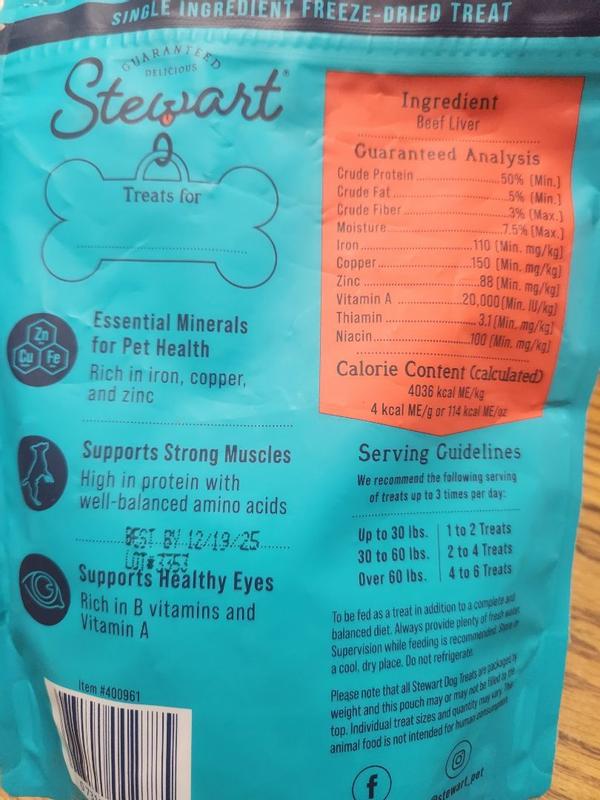 SINGLE INGREDIENT FREEZE-DRIED TREAT
GUARANTEED
DELICIOUS
Stewart®
Treats for
Zn
Cu Fe
Essential Minerals
for Pet Health
Rich in iron, copper,
and zinc
Supports Strong Muscles
High in protein with
well-balanced amino acids
BEST BY 12/19/25
LOT#3353
Supports Healthy Eyes
Rich in B vitamins and
Vitamin A
Item #400961
Ingredient
Beef Liver
Guaranteed Analysis
Crude Protein 50% (Min.)
Crude Fat 5% (Min.)
Crude Fiber 3% (Max.)
Moisture 7.5% (Max.)
Iron 110 (Min. mg/kg)
Copper 150 (Min. mg/kg)
Zinc 88 (Min. mg/kg)
Vitamin A 20,000 (Min. IU/kg)
Thiamin 3.1 (Min. mg/kg)
Niacin 100 (Min. mg/kg)
Calorie Content (calculated)
4036 kcal ME/kg
4 kcal ME/g or 114 kcal ME/oz
Serving Guidelines
We recommend the following serving
of treats up to 3 times per day:
Up to 30 lbs. 1 to 2 Treats
30 to 60 lbs. 2 to 4 Treats
Over 60 lbs. 4 to 6 Treats
To be fed as a treat in addition to a complete and
balanced diet. Always provide plenty of fresh water.
Supervision while feeding is recommended. Store in
a cool, dry place. Do not refrigerate.
Please note that all Stewart Dog Treats are packaged by
weight and this pouch may or may not be filled to the
top. Individual treat sizes and quantity may vary. This
animal food is not intended for human consumption.
f
@stewart_pet